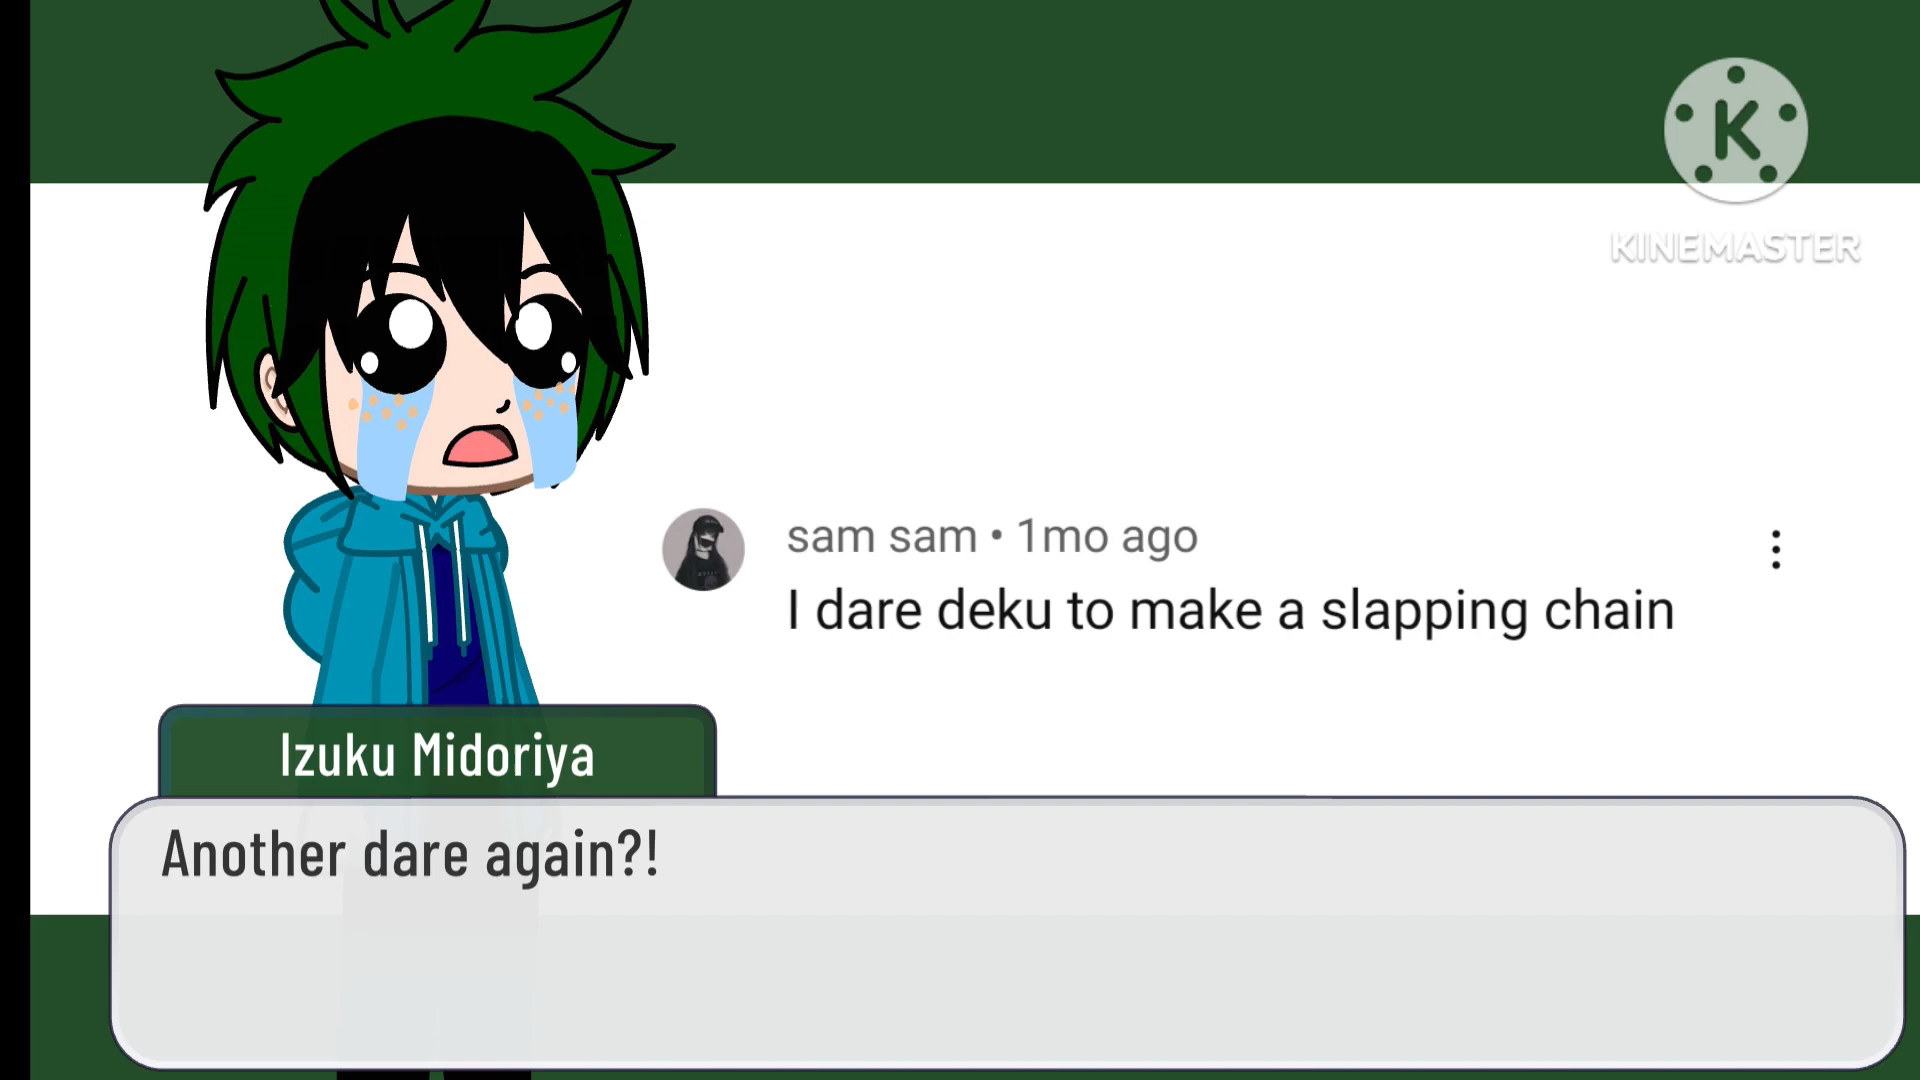 K
KINEMASTER
sam sam • 1mo ago
I dare deku to make a slapping chain
Izuku Midoriya
Another dare again?!